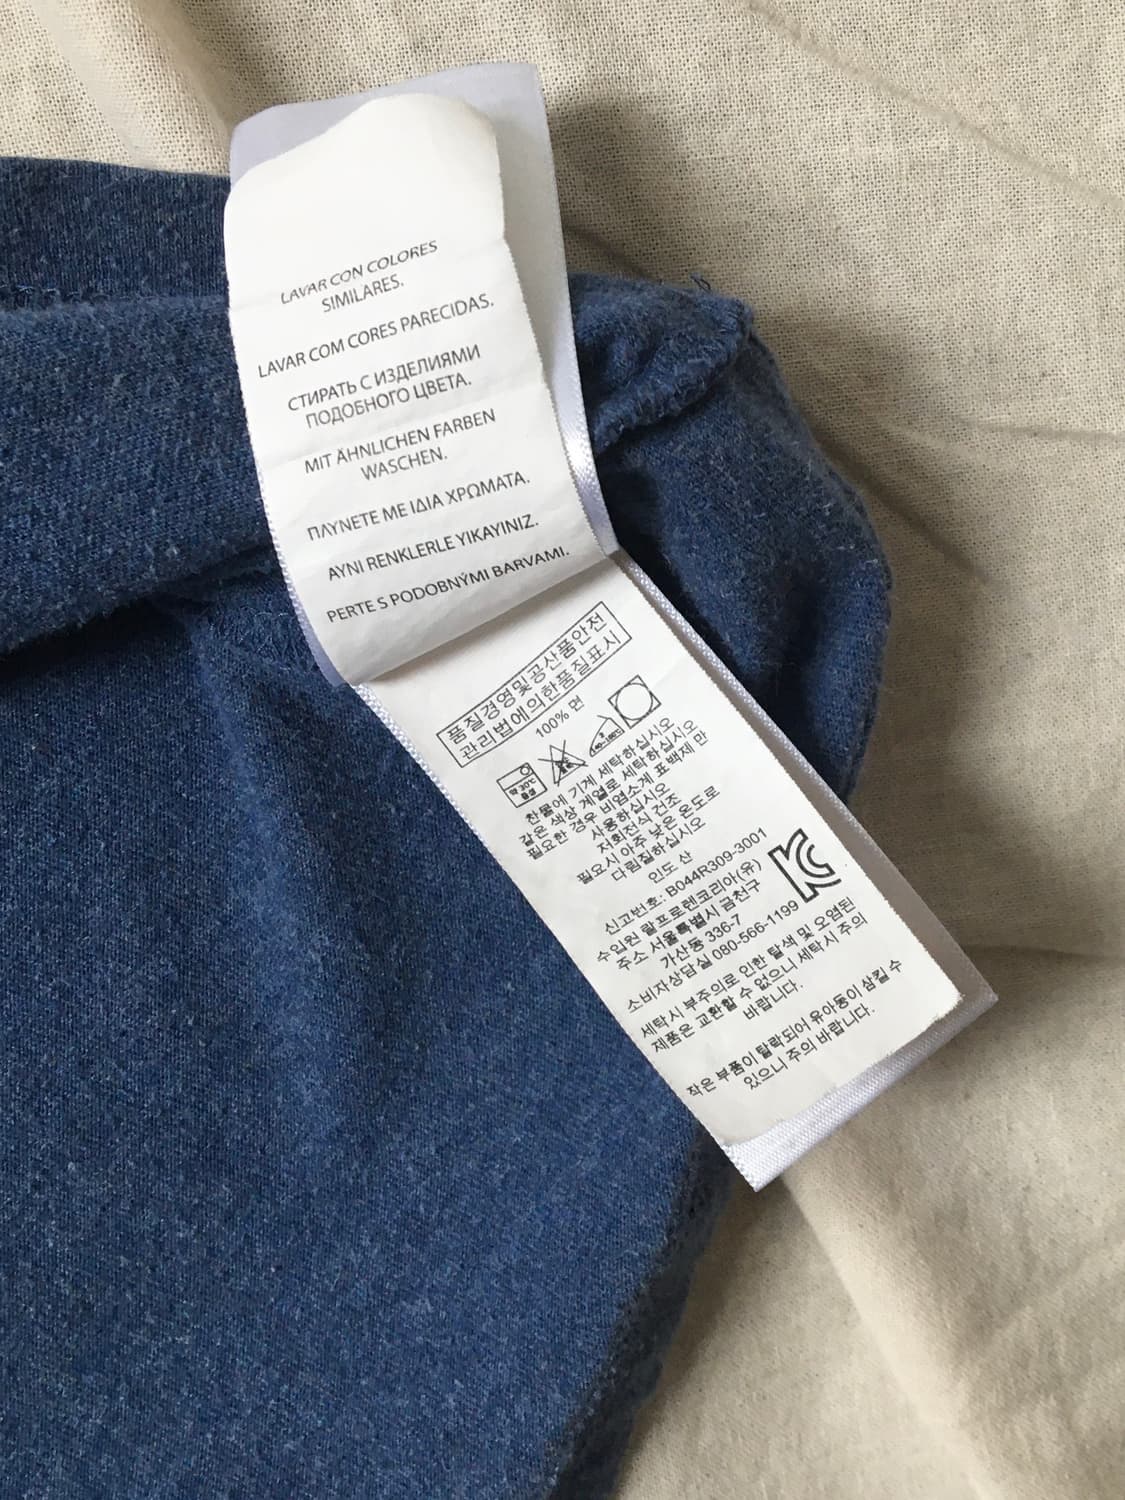 LAVAR CON COLORES
SIMILARES.
LAVAR COM CORES PARECIDAS.
СТИРАТЬ С ИЗДЕЛИЯМИ
ПОДОБНОГО ЦВЕТА.
MIT ÄHNLICHEN FARBEN
WASCHEN.
ΠΛΥΝΕΤΕ ΜΕ ΙΔΙΑ ΧΡΩΜΑΤΑ.
AYNI RENKLERLE YIKAYINIZ.
PERTE S PODOBNÝMI BARVAMI.
품질경영및공산품안전
관리법에의한품질표시
100% 면
약 30℃
중성
찬물에 기계 세탁하십시오
같은 색상 계열로 세탁하십시오
필요한 경우 비염소계 표백제 만
사용하십시오
저회전식 건조
필요시 아주 낮은 온도로
다림질하십시오
인도 산
신고번호: B044R309-3001
수입원 랄프로렌코리아(유)
주소 서울특별시 금천구
가산동 336-7
소비자상담실 080-566-1199
세탁시 부주의로 인한 탈색 및 오염된
제품은 교환할 수 없으니 세탁시 주의
바랍니다.
작은 부품이 탈락되어 유아동이 삼킬 수
있으니 주의 바랍니다.